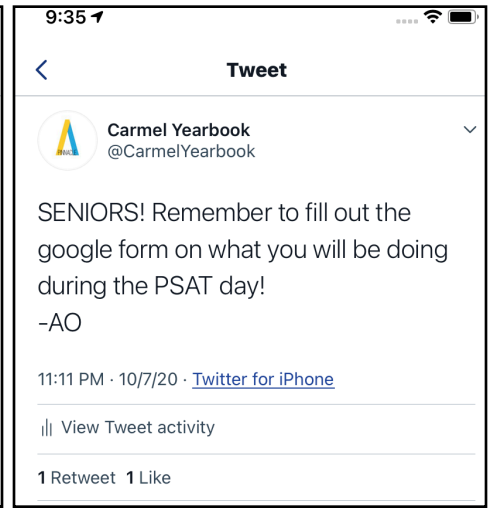 9:35
Tweet
Carmel Yearbook
PINNACLE
@CarmelYearbook
SENIORS! Remember to fill out the
google form on what you will be doing
during the PSAT day!
-AO
11:11 PM · 10/7/20 · Twitter for iPhone
View Tweet activity
1 Retweet 1 Like